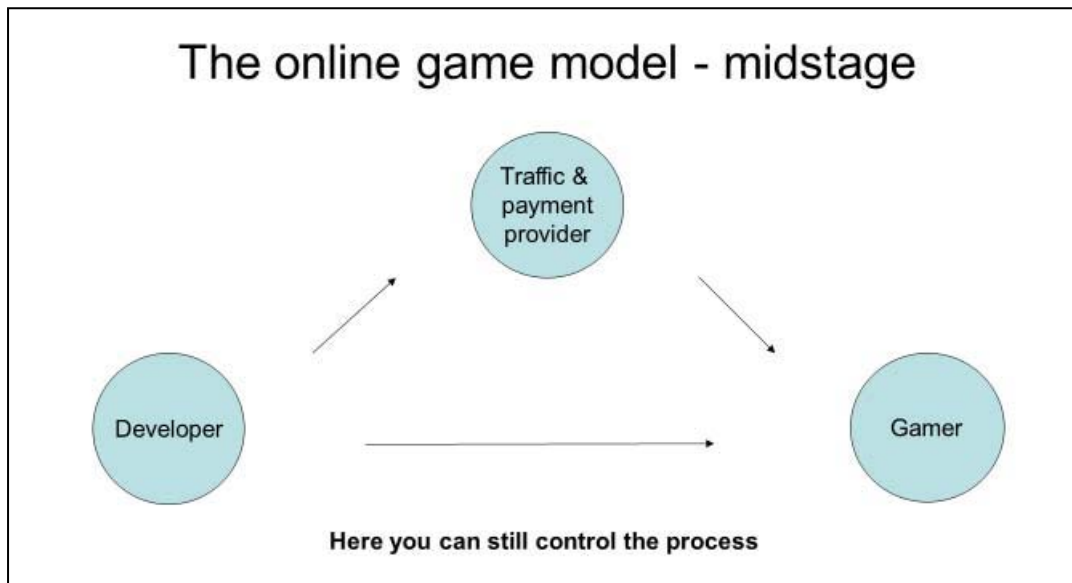 The online game model - midstage
Traffic &
payment
provider
Developer
Gamer
Here you can still control the process